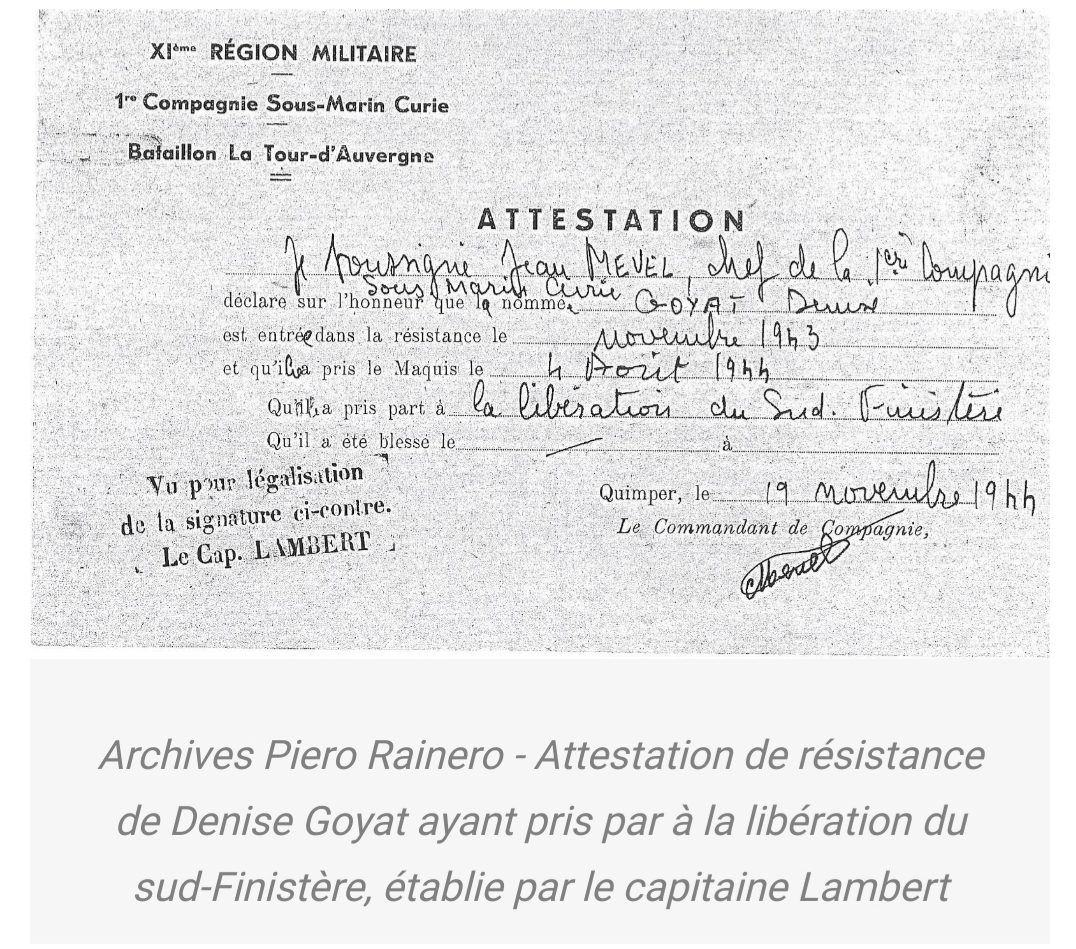 XIème RÉGION MILITAIRE
1re Compagnie Sous-Marin Curie
Bataillon La Tour-d'Auvergne
ATTESTATION
Je soussigné Jean MEVEL, chef de la 1ère Compagni
Sous Marin Curie
déclare sur l'honneur que la nommée GOYAT Denise
est entrée dans la résistance le novembre 1943
et qu'il a pris le Maquis le 4 Août 1944
Qu'il a pris part à la libération du Sud. Finistère
Qu'il a été blessé le — à
Vu pour légalisation
de la signature ci-contre.
Le Cap. LAMBERT
Quimper, le 19 novembre 1944
Le Commandant de Compagnie,
Mevel
Archives Piero Rainero - Attestation de résistance
de Denise Goyat ayant pris par à la libération du
sud-Finistère, établie par le capitaine Lambert